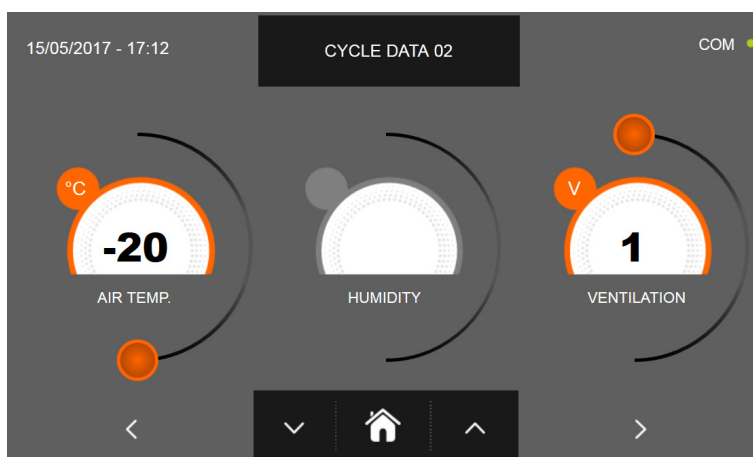 15/05/2017 - 17:12
CYCLE DATA 02
COM
°C
V
-20
1
AIR TEMP.
HUMIDITY
VENTILATION